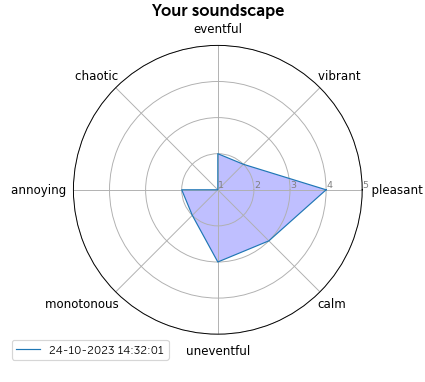 Your soundscape
eventful
chaotic
vibrant
annoying
1
2
3
4
5
pleasant
monotonous
calm
24-10-2023 14:32:01
uneventful